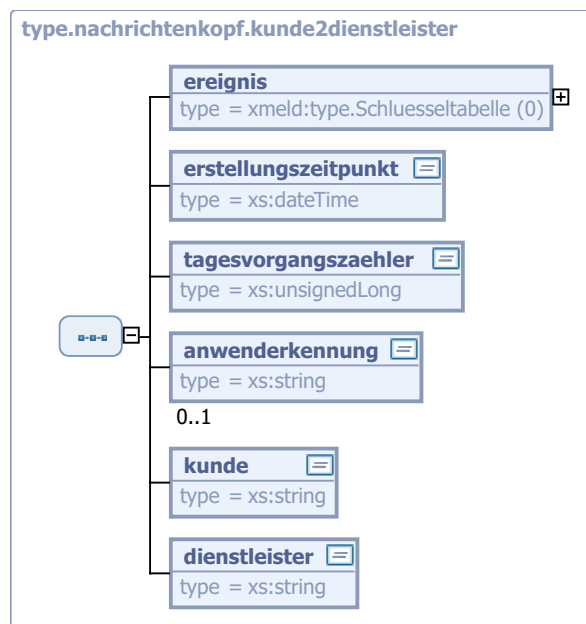 type.nachrichtenkopf.kunde2dienstleister
ereignis
type = xmeld:type.Schluesseltabelle (0)
erstellungszeitpunkt
type = xs:dateTime
tagesvorgangszaehler
type = xs:unsignedLong
anwenderkennung
type = xs:string
0..1
kunde
type = xs:string
dienstleister
type = xs:string